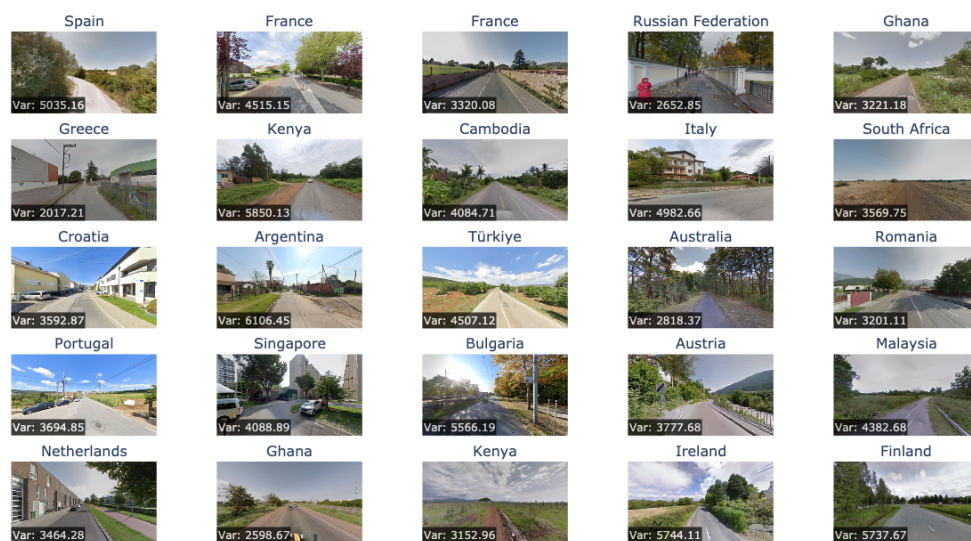 Spain France France Russian Federation Ghana
Var: 5035.16 Var: 4515.15 Var: 3320.08 Var: 2652.85 Var: 3221.18
Greece Kenya Cambodia Italy South Africa
Var: 2017.21 Var: 5850.13 Var: 4084.71 Var: 4982.66 Var: 3569.75
Croatia Argentina Türkiye Australia Romania
Var: 3592.87 Var: 6106.45 Var: 4507.12 Var: 2818.37 Var: 3201.11
Portugal Singapore Bulgaria Austria Malaysia
Var: 3694.85 Var: 4088.89 Var: 5566.19 Var: 3777.68 Var: 4382.68
Netherlands Ghana Kenya Ireland Finland
Var: 3464.28 Var: 2598.67 Var: 3152.96 Var: 5744.11 Var: 5737.67